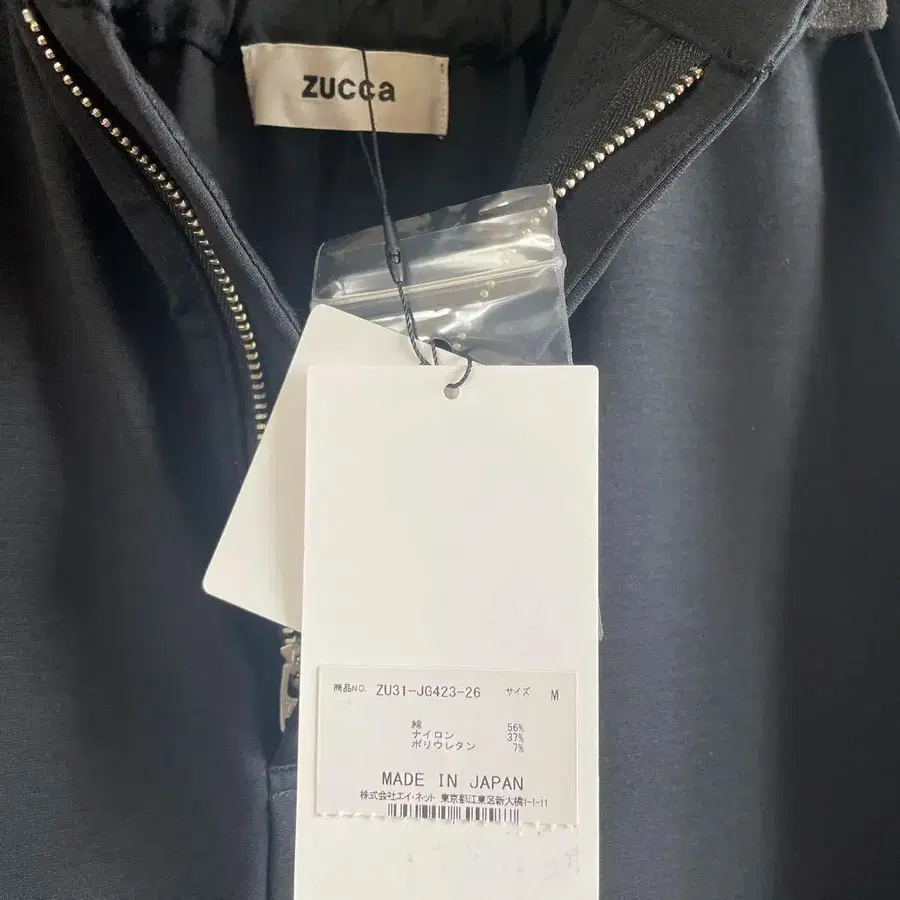 zucca
商品NO. ZU31-JG423-26 サイズ M
綿 56%
ナイロン 37%
ポリウレタン 7%
MADE IN JAPAN
株式会社エイ・ネット 東京都江東区新大橋1-1-11